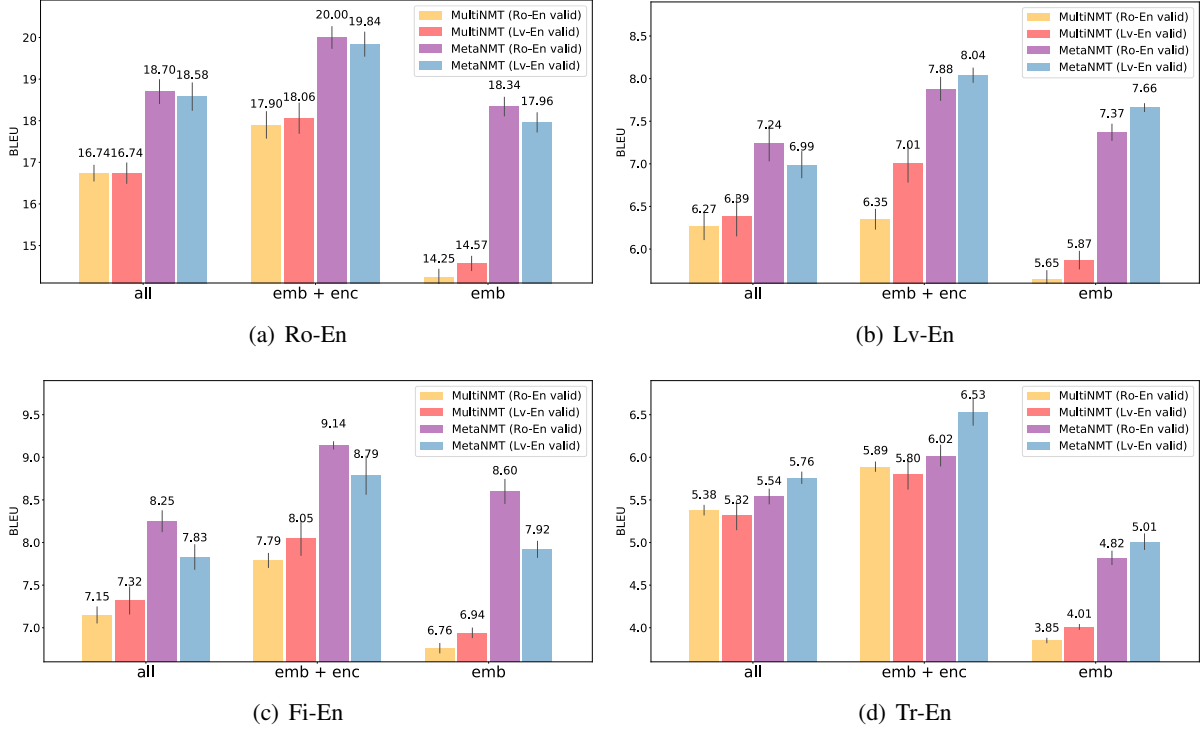 BLEU
20
19
18
17
16
15
16.74
16.74
18.70
18.58
17.90
18.06
20.00
19.84
14.25
14.57
18.34
17.96
MultiNMT (Ro-En valid)
MultiNMT (Lv-En valid)
MetaNMT (Ro-En valid)
MetaNMT (Lv-En valid)
all
emb + enc
emb
(a) Ro-En
BLEU
8.5
8.0
7.5
7.0
6.5
6.0
6.27
6.39
7.24
6.99
6.35
7.01
7.88
8.04
5.65
5.87
7.37
7.66
MultiNMT (Ro-En valid)
MultiNMT (Lv-En valid)
MetaNMT (Ro-En valid)
MetaNMT (Lv-En valid)
all
emb + enc
emb
(b) Lv-En
BLEU
9.5
9.0
8.5
8.0
7.5
7.0
7.15
7.32
8.25
7.83
7.79
8.05
9.14
8.79
6.76
6.94
8.60
7.92
MultiNMT (Ro-En valid)
MultiNMT (Lv-En valid)
MetaNMT (Ro-En valid)
MetaNMT (Lv-En valid)
all
emb + enc
emb
(c) Fi-En
BLEU
6.5
6.0
5.5
5.0
4.5
4.0
5.38
5.32
5.54
5.76
5.89
5.80
6.02
6.53
3.85
4.01
4.82
5.01
MultiNMT (Ro-En valid)
MultiNMT (Lv-En valid)
MetaNMT (Ro-En valid)
MetaNMT (Lv-En valid)
all
emb + enc
emb
(d) Tr-En